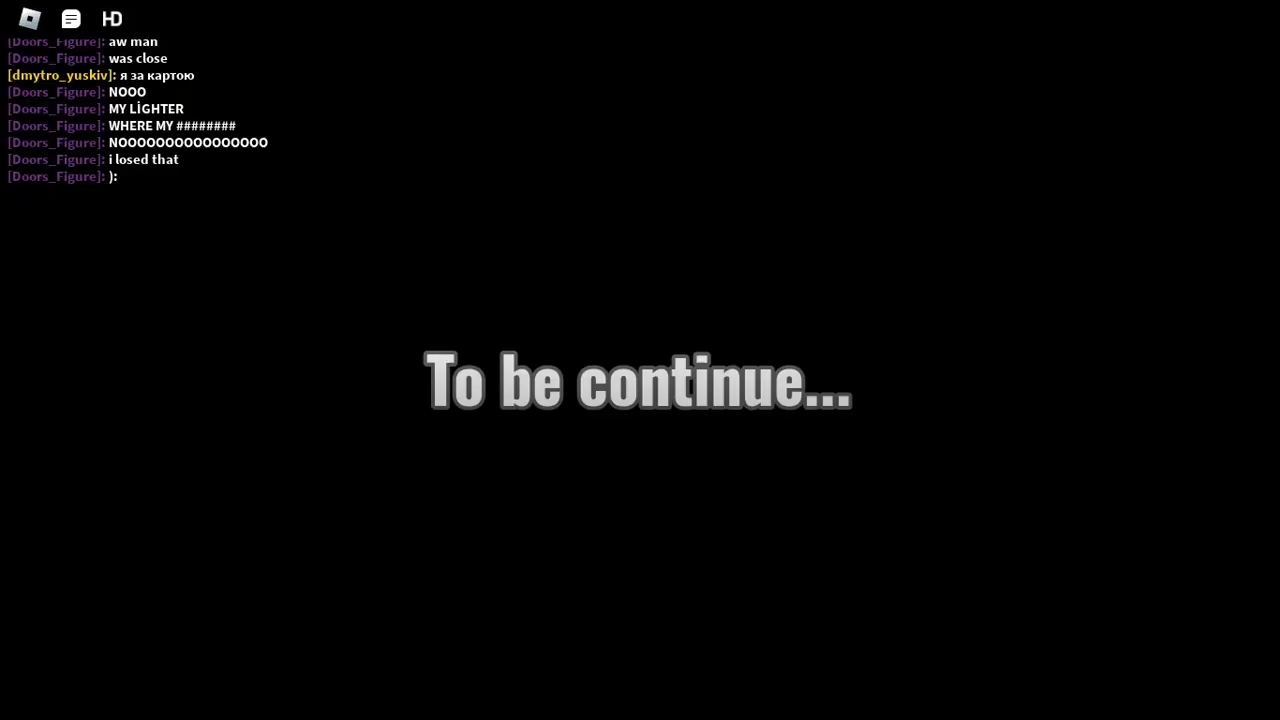 HD
[Doors_Figure]: aw man
[Doors_Figure]: was close
[dmytro_yuskiv]: я за картою
[Doors_Figure]: NOOO
[Doors_Figure]: MY LİGHTER
[Doors_Figure]: WHERE MY ########
[Doors_Figure]: NOOOOOOOOOOOOOOOO
[Doors_Figure]: i losed that
[Doors_Figure]: ):
To be continue...